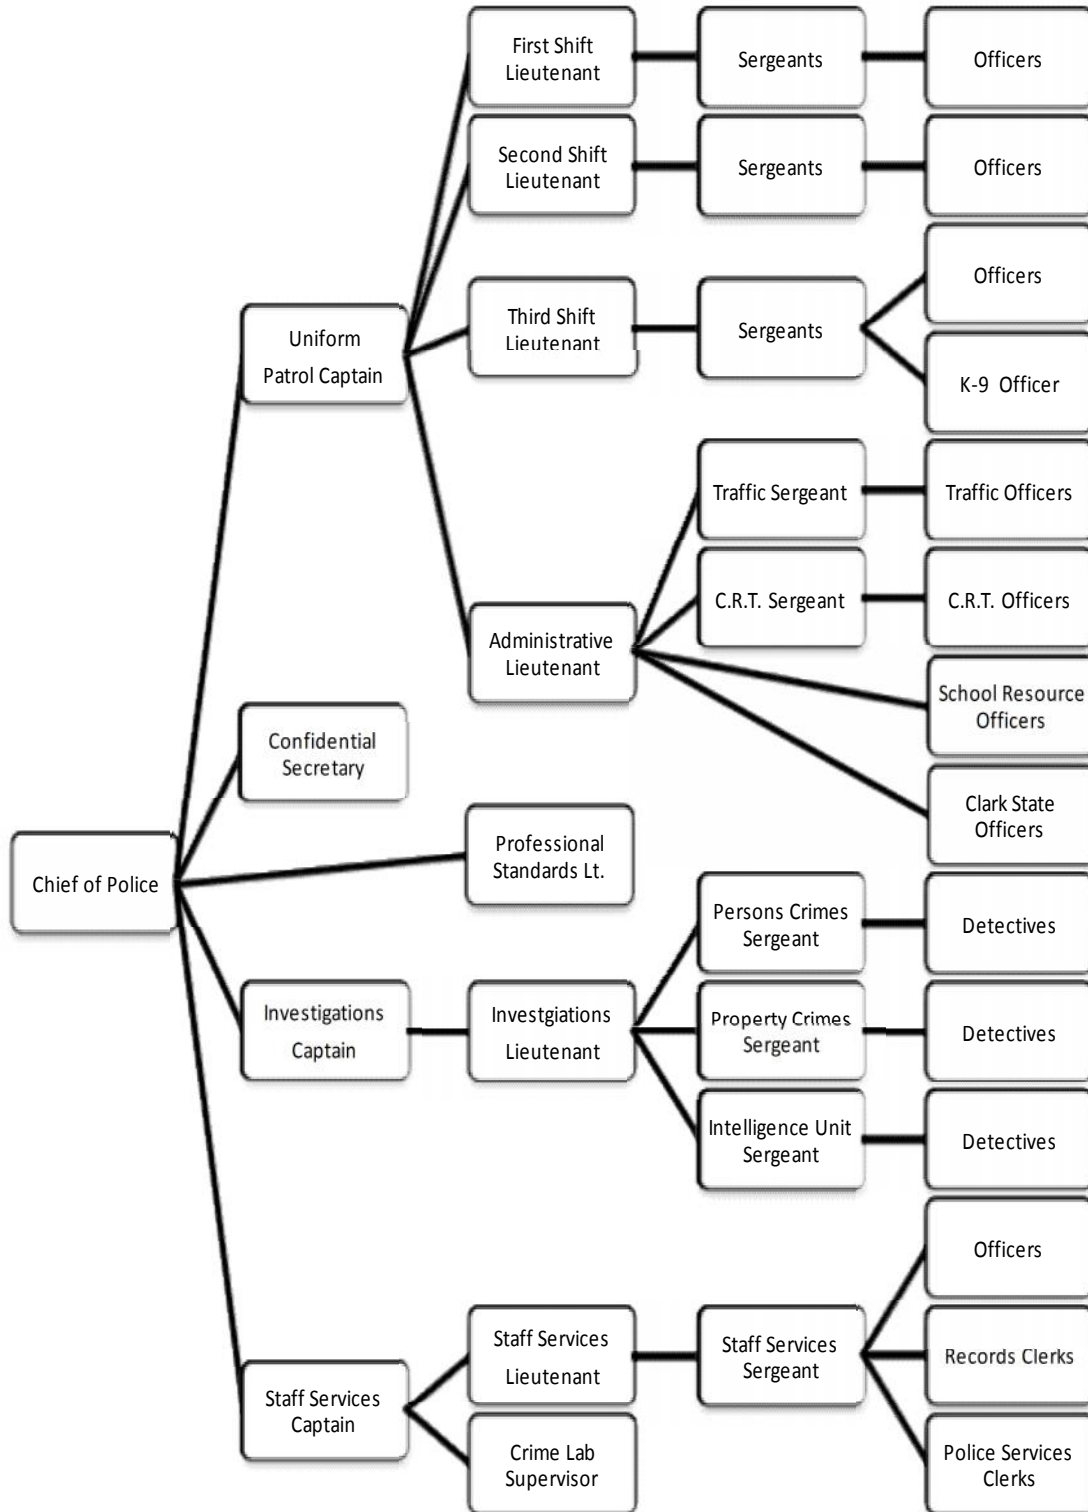 First Shift
Lieutenant
Sergeants
Officers
Second Shift
Lieutenant
Sergeants
Officers
Officers
Third Shift
Lieutenant
Sergeants
Uniform
Patrol Captain
K-9 Officer
Traffic Sergeant
Traffic Officers
C.R.T. Sergeant
C.R.T. Officers
Administrative
Lieutenant
School Resource
Officers
Confidential
Secretary
Clark State
Officers
Professional
Standards Lt.
Chief of Police
Persons Crimes
Sergeant
Detectives
Investigations
Captain
Investgiations
Lieutenant
Property Crimes
Sergeant
Detectives
Intelligence Unit
Sergeant
Detectives
Officers
Staff Services
Lieutenant
Staff Services
Sergeant
Records Clerks
Staff Services
Captain
Crime Lab
Supervisor
Police Services
Clerks